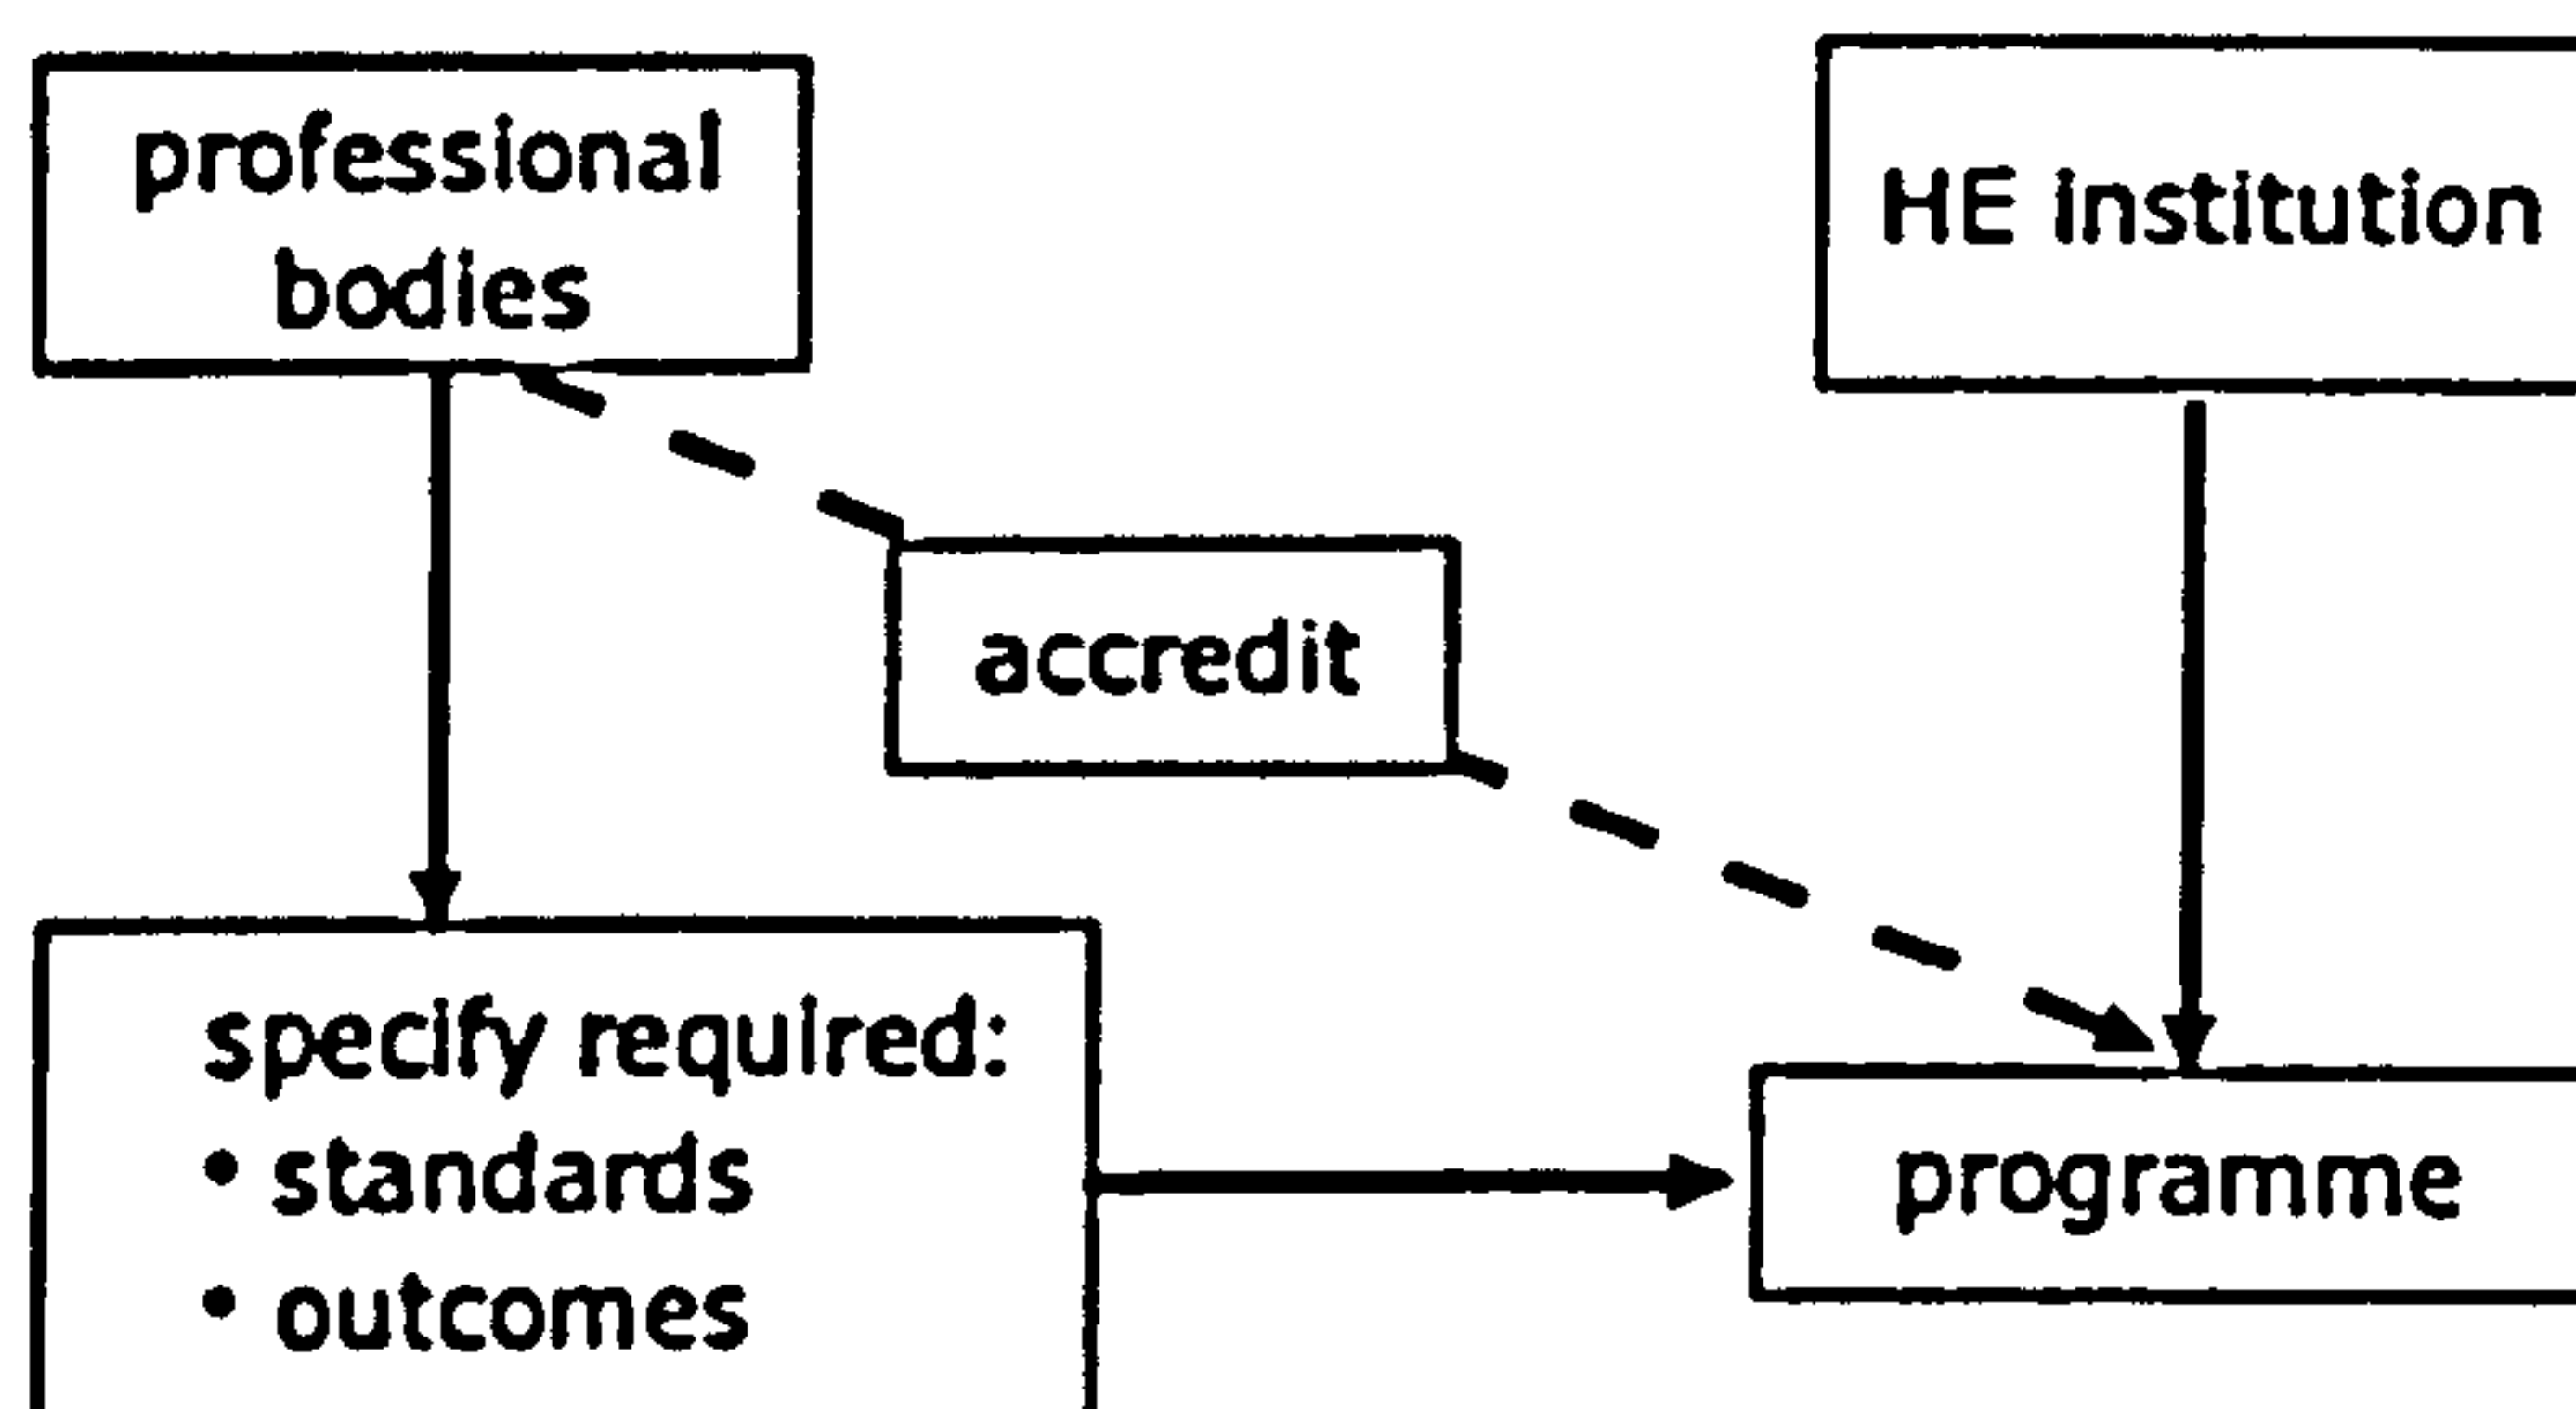 professional
bodies
HE institution
accredit
specify required:
• standards
• outcomes
programme